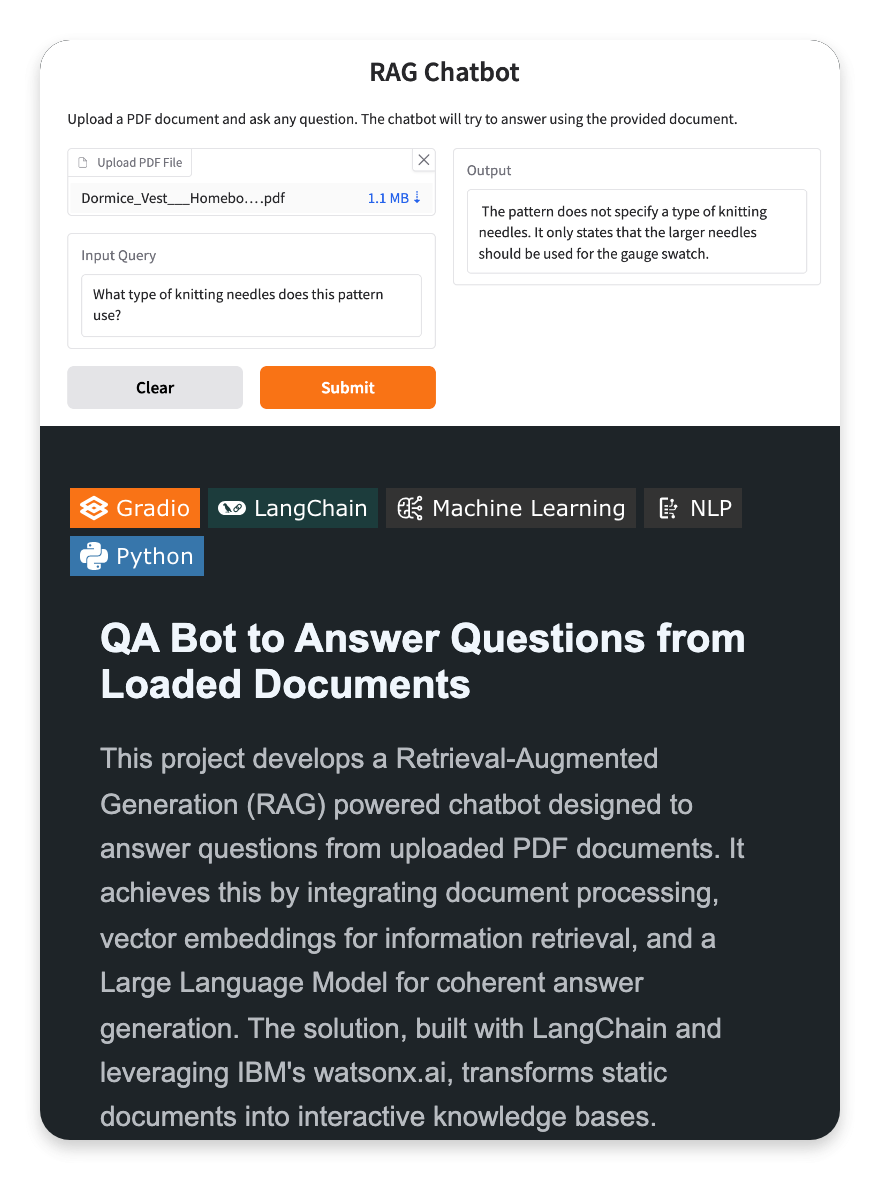 RAG Chatbot
Upload a PDF document and ask any question. The chatbot will try to answer using the provided document.
Upload PDF File
Dormice_Vest___Homebo....pdf
1.1 MB ⇣
Input Query
What type of knitting needles does this pattern
use?
Clear
Submit
Output
The pattern does not specify a type of knitting
needles. It only states that the larger needles
should be used for the gauge swatch.
Gradio
LangChain
Machine Learning
NLP
Python
QA Bot to Answer Questions from
Loaded Documents
This project develops a Retrieval-Augmented
Generation (RAG) powered chatbot designed to
answer questions from uploaded PDF documents. It
achieves this by integrating document processing,
vector embeddings for information retrieval, and a
Large Language Model for coherent answer
generation. The solution, built with LangChain and
leveraging IBM's watsonx.ai, transforms static
documents into interactive knowledge bases.